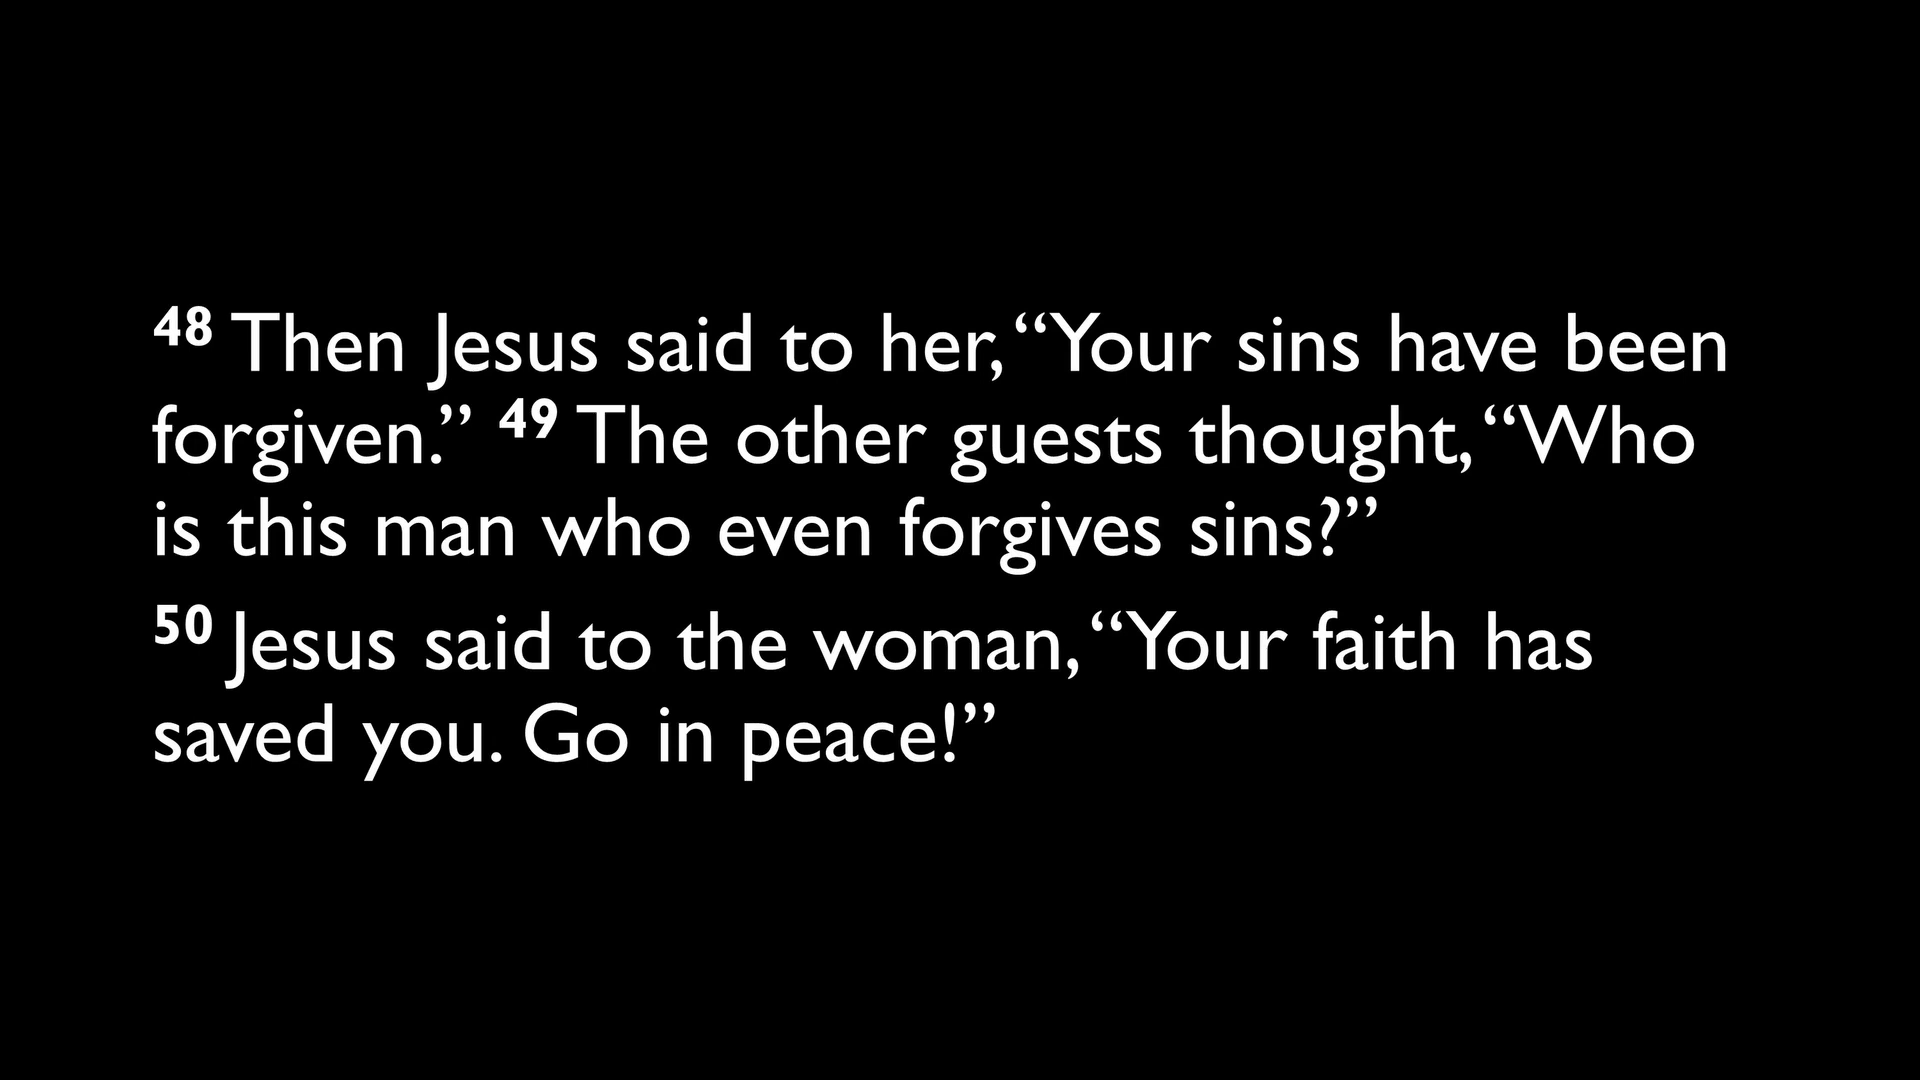 48 Then Jesus said to her, “Your sins have been
forgiven.” 49 The other guests thought, “Who
is this man who even forgives sins?”
50 Jesus said to the woman, “Your faith has
saved you. Go in peace!”